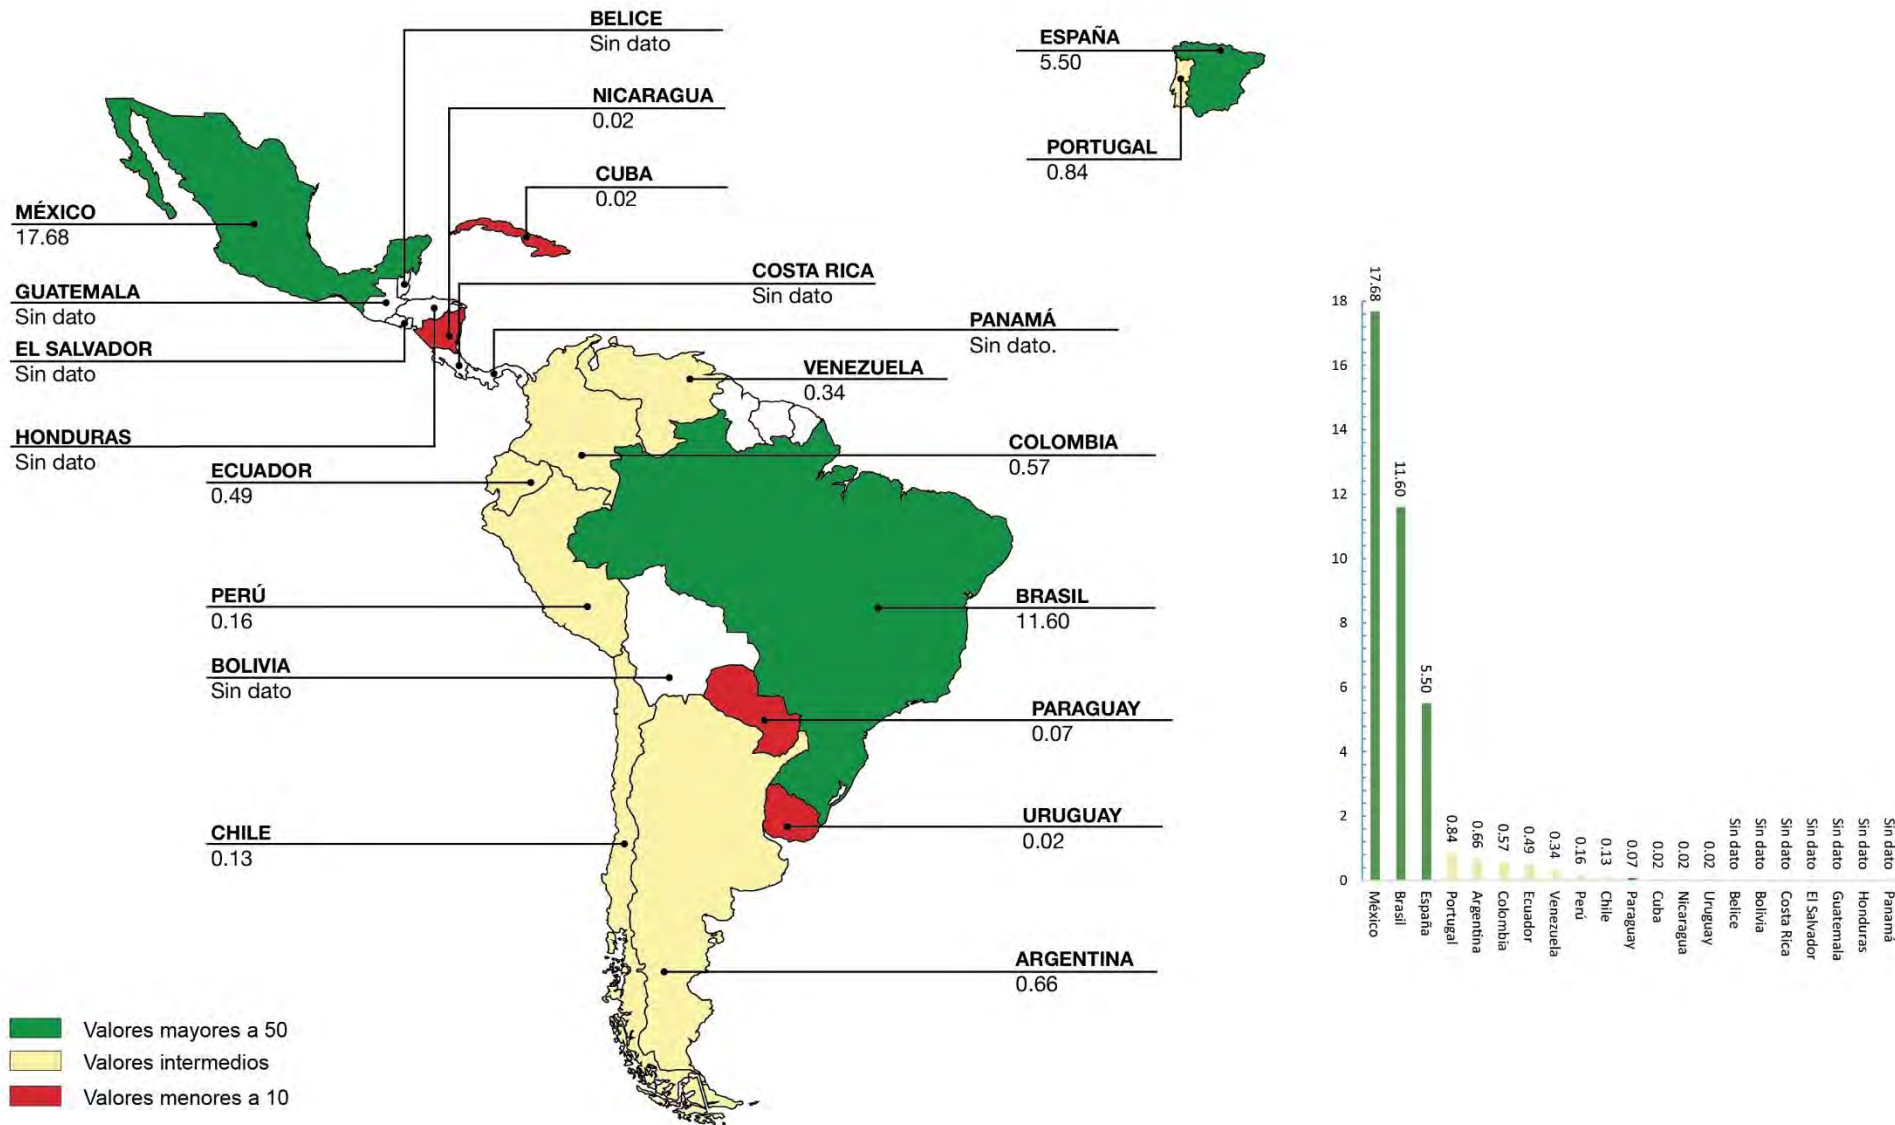 BELICE
Sin dato
NICARAGUA
0.02
CUBA
0.02
MÉXICO
17.68
GUATEMALA
Sin dato
EL SALVADOR
Sin dato
HONDURAS
Sin dato
COSTA RICA
Sin dato
PANAMÁ
Sin dato.
VENEZUELA
0.34
COLOMBIA
0.57
ECUADOR
0.49
PERÚ
0.16
BRASIL
11.60
BOLIVIA
Sin dato
PARAGUAY
0.07
URUGUAY
0.02
CHILE
0.13
ARGENTINA
0.66
ESPAÑA
5.50
PORTUGAL
0.84
Valores mayores a 50
Valores intermedios
Valores menores a 10
18
16
14
12
10
8
6
4
2
0
17.68
11.60
5.50
0.84
0.66
0.57
0.49
0.34
0.16
0.13
0.07
0.02
0.02
0.02
Sin dato
Sin dato
Sin dato
Sin dato
Sin dato
Sin dato
Sin dato
México
Brasil
España
Portugal
Argentina
Colombia
Ecuador
Venezuela
Perú
Chile
Paraguay
Cuba
Nicaragua
Uruguay
Belice
Bolivia
Costa Rica
El Salvador
Guatemala
Honduras
Panamá